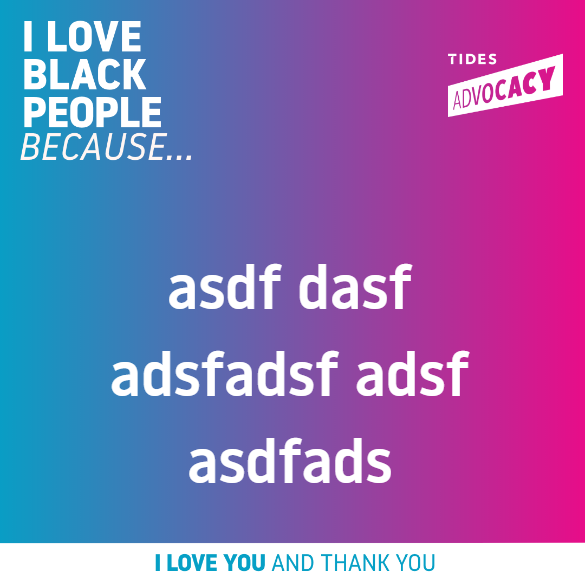 I LOVE
BLACK
PEOPLE
BECAUSE...
TIDES
ADVOCACY
asdf dasf
adsfadsf adsf
asdfads
I LOVE YOU AND THANK YOU